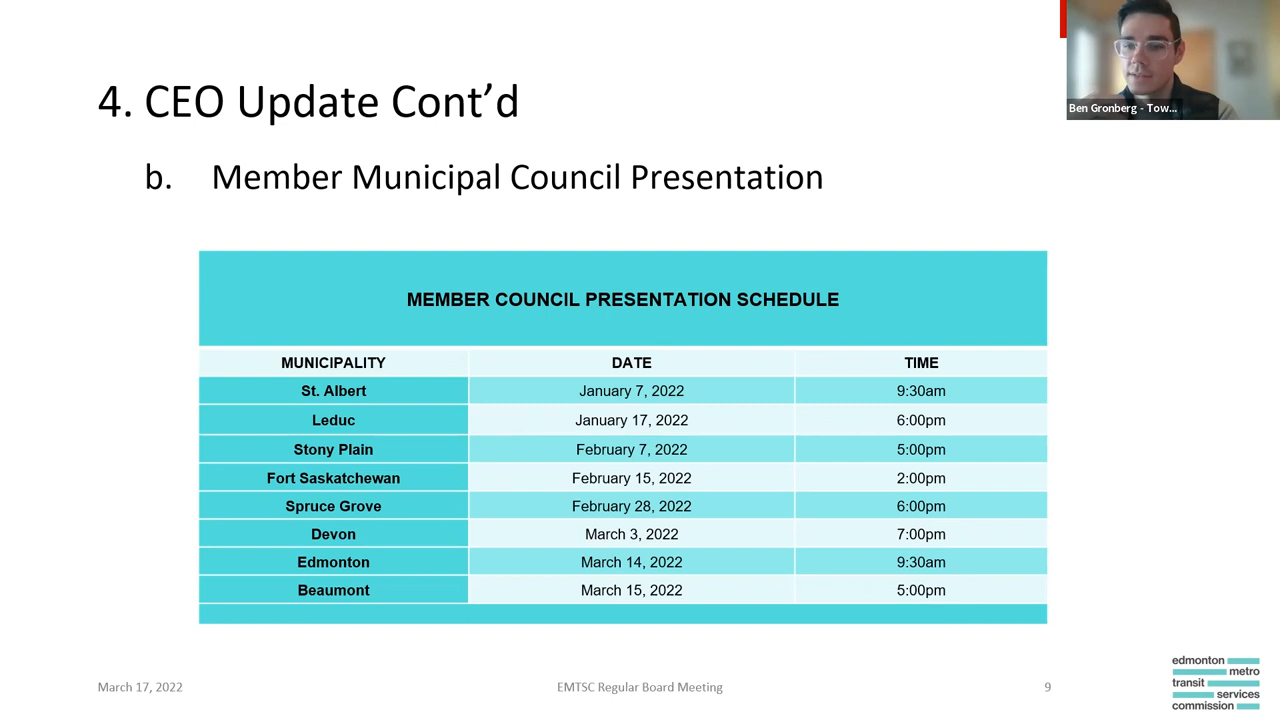 Ben Gronberg - Tow...
4. CEO Update Cont’d
b. Member Municipal Council Presentation
MEMBER COUNCIL PRESENTATION SCHEDULE
MUNICIPALITY DATE TIME
St. Albert January 7, 2022 9:30am
Leduc January 17, 2022 6:00pm
Stony Plain February 7, 2022 5:00pm
Fort Saskatchewan February 15, 2022 2:00pm
Spruce Grove February 28, 2022 6:00pm
Devon March 3, 2022 7:00pm
Edmonton March 14, 2022 9:30am
Beaumont March 15, 2022 5:00pm
March 17, 2022 EMTSC Regular Board Meeting 9
edmonton
metro
transit
services
commission